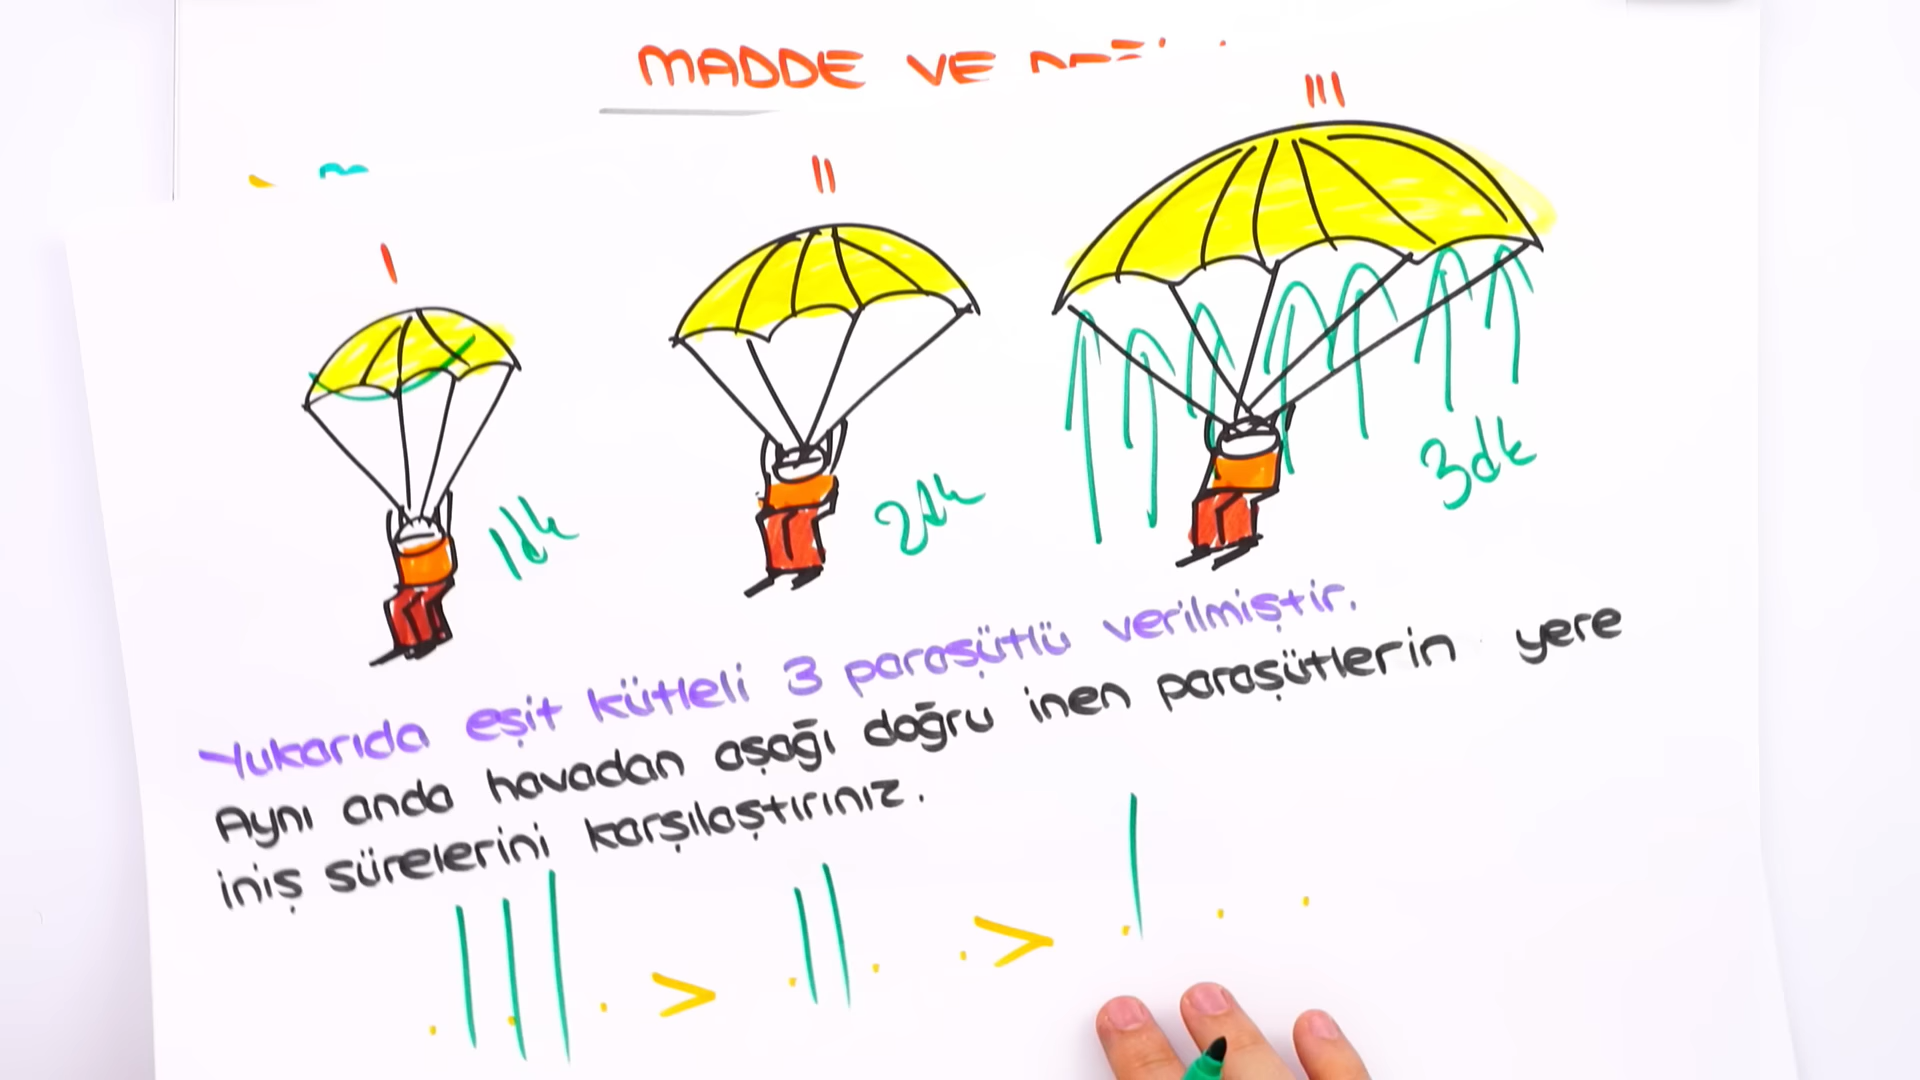 MADDE VE
III
II
I
1dk
2dk
3dk
Yukarıda eşit kütleli 3 paraşütlü verilmiştir.
Aynı anda havadan aşağı doğru inen paraşütlerin yere
iniş sürelerini karşılaştırınız.
III > II > I